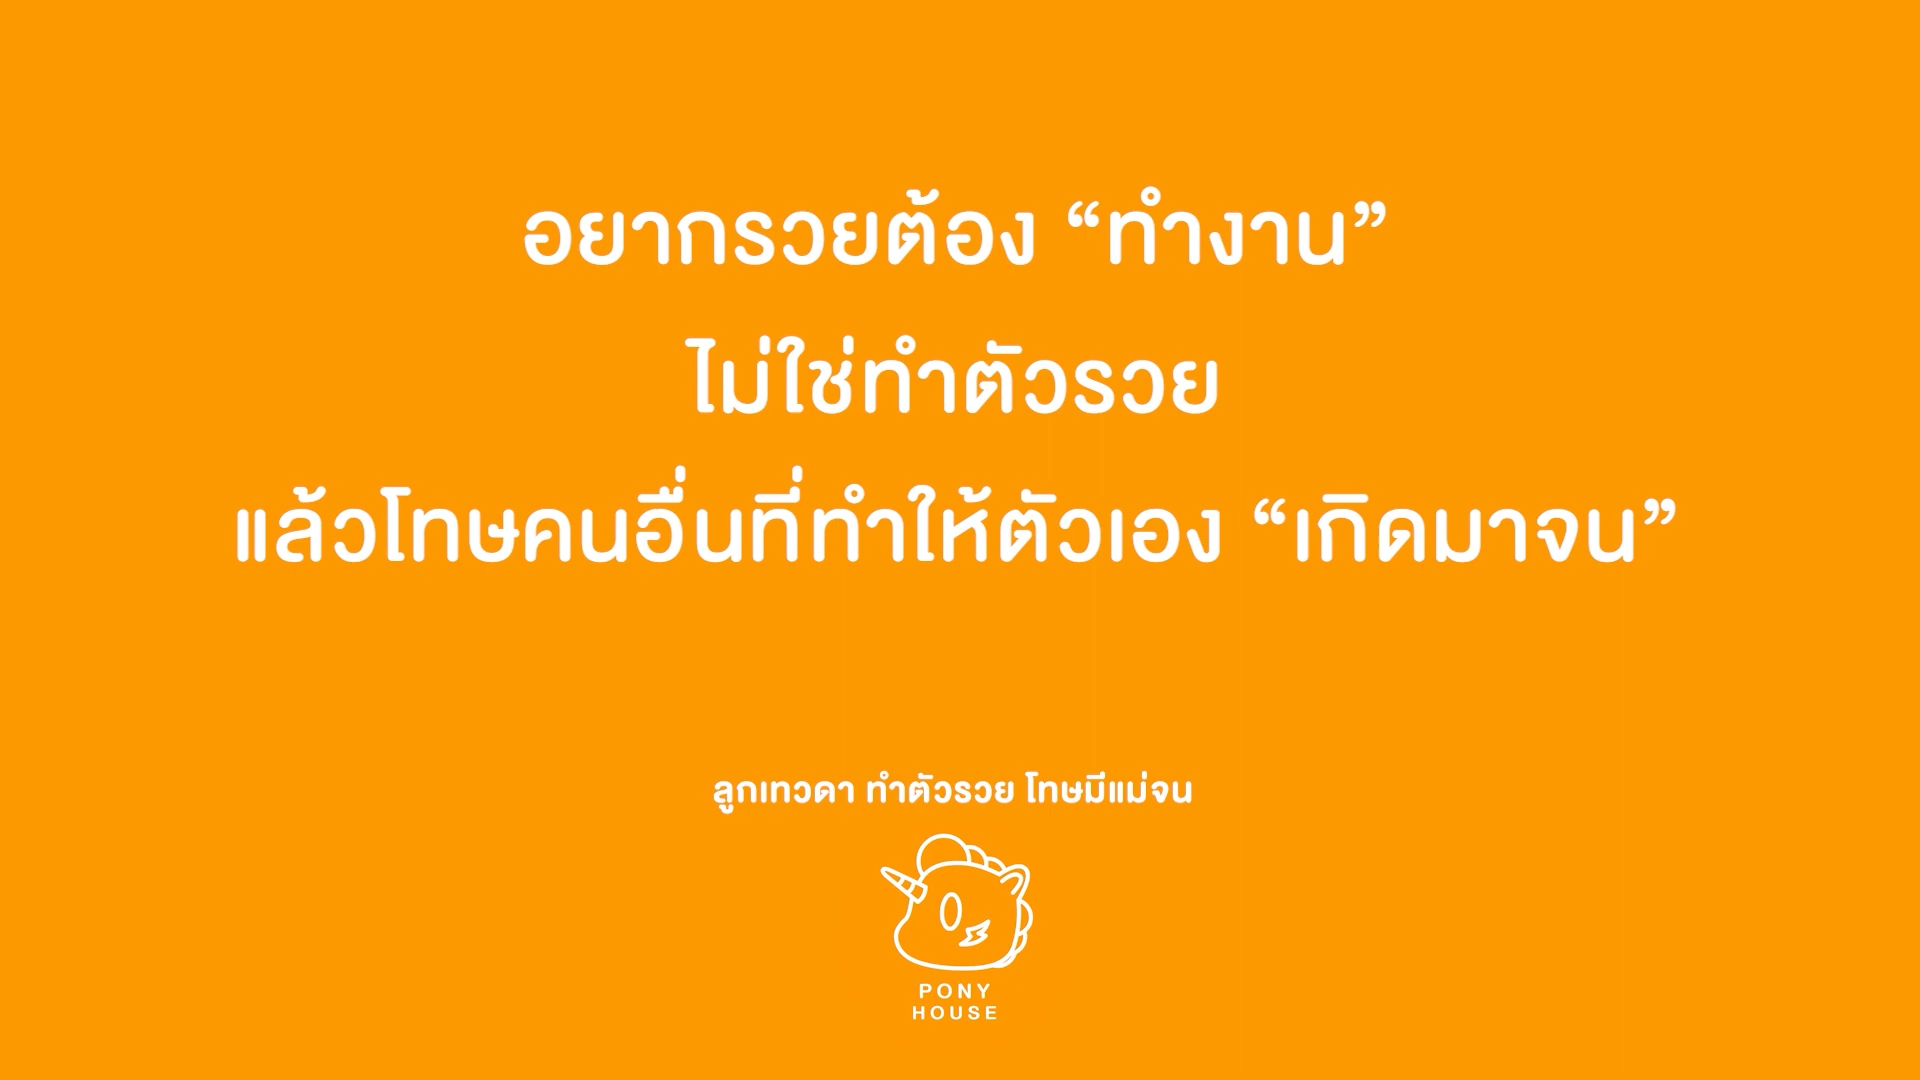 อยากรวยต้อง “ทำงาน”
ไม่ใช่ทำตัวรวย
แล้วโทษคนอื่นที่ทำให้ตัวเอง “เกิดมาจน”
ลูกเทวดา ทำตัวรวย โทษมีแม่จน
PONY
HOUSE